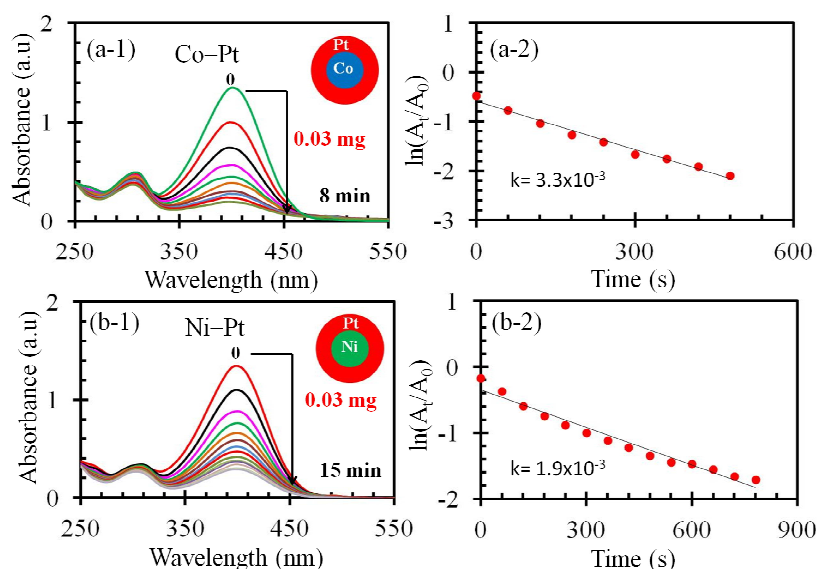 (a-1)
Co–Pt
0
Pt
Co
0.03 mg
8 min
2
1
0
Absorbance (a.u)
250
350
450
550
Wavelength (nm)
(a-2)
1
0
-1
-2
-3
ln(At/A0)
k= 3.3x10-3
0
300
600
Time (s)
(b-1)
Ni–Pt
0
Pt
Ni
0.03 mg
15 min
2
1
0
Absorbance (a.u)
250
350
450
550
Wavelength (nm)
(b-2)
1
0
-1
-2
ln(At/A0)
k= 1.9x10-3
0
300
600
900
Time (s)